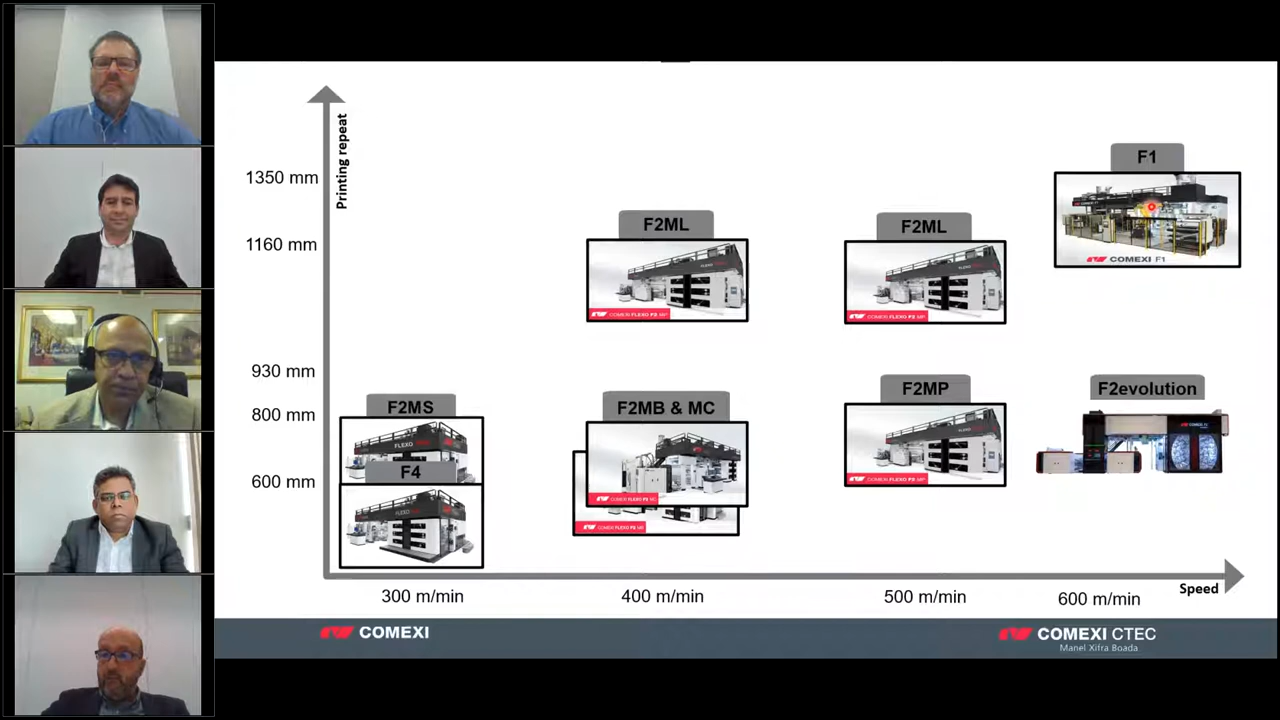 Printing repeat
1350 mm
1160 mm
930 mm
800 mm
600 mm
F1
COMEXI F1
F2ML
F2ML
F2MS
F4
F2MB & MC
F2MP
F2evolution
300 m/min
400 m/min
500 m/min
600 m/min
Speed
COMEXI
COMEXI CTEC
Manel Xifra Boada